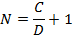 N = C/D + 1